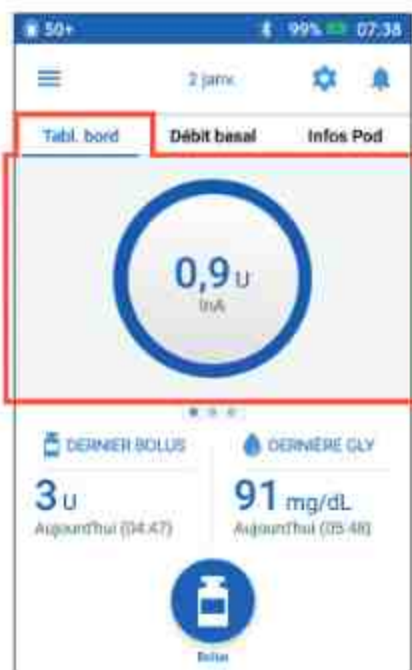 50+ 99% 07:38
2 janv.
Tabl. bord Débit basal Infos Pod
0,9 U
InA
DERNIER BOLUS DERNIÈRE GLY
3 U 91 mg/dL
Aujourd'hui (04:47) Aujourd'hui (05:48)
Bolus